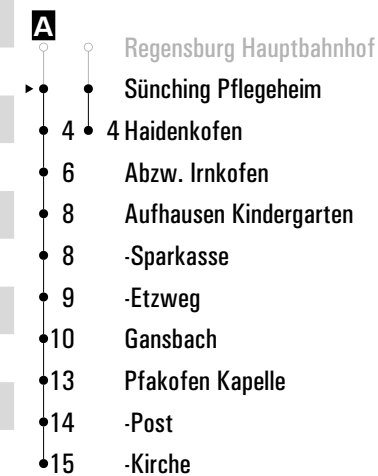 A
Regensburg Hauptbahnhof
Sünching Pflegeheim
4 4 Haidenkofen
6 Abzw. Irnkofen
8 Aufhausen Kindergarten
8 -Sparkasse
9 -Etzweg
10 Gansbach
13 Pfakofen Kapelle
14 -Post
15 -Kirche